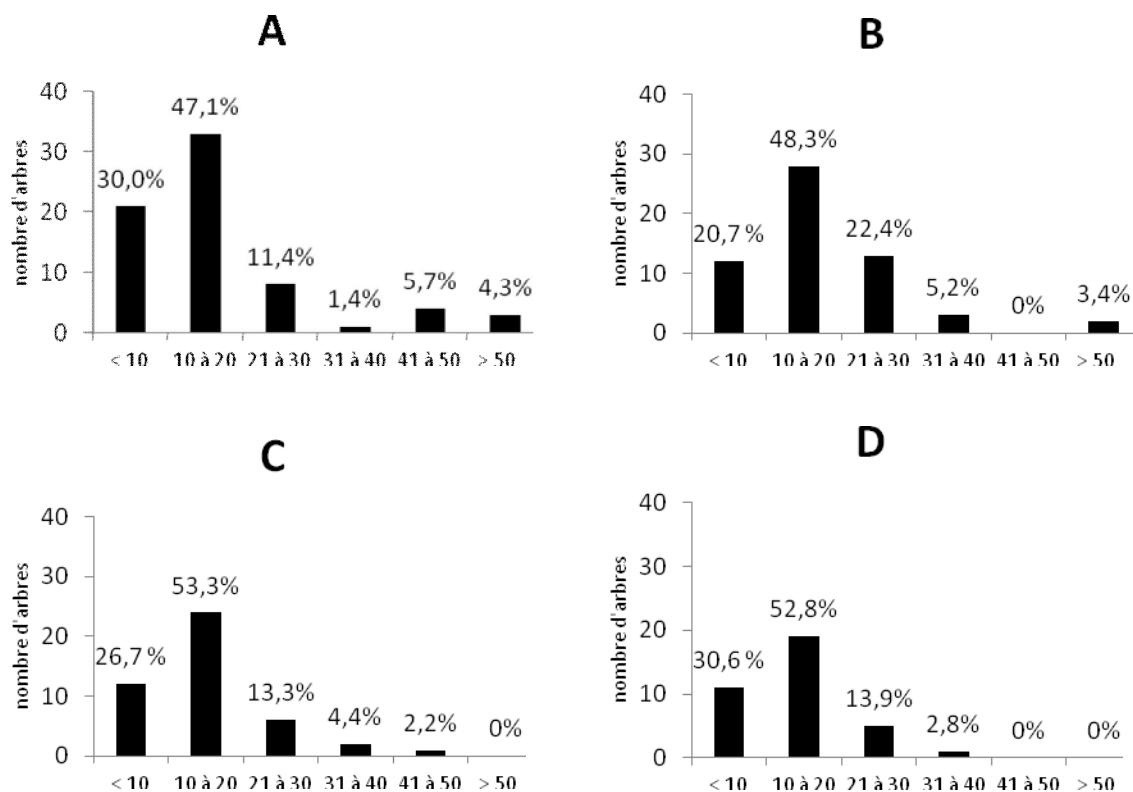 A
nombre d'arbres
40
30
20
10
0
30,0%
47,1%
11,4%
1,4%
5,7%
4,3%
< 10
10 à 20
21 à 30
31 à 40
41 à 50
> 50
B
nombre d'arbres
40
30
20
10
0
20,7 %
48,3%
22,4%
5,2%
0%
3,4%
< 10
10 à 20
21 à 30
31 à 40
41 à 50
> 50
C
nombre d'arbres
40
30
20
10
0
26,7 %
53,3%
13,3%
4,4%
2,2%
0%
< 10
10 à 20
21 à 30
31 à 40
41 à 50
> 50
D
nombre d'arbres
40
30
20
10
0
30,6 %
52,8%
13,9%
2,8%
0%
0%
< 10
10 à 20
21 à 30
31 à 40
41 à 50
> 50